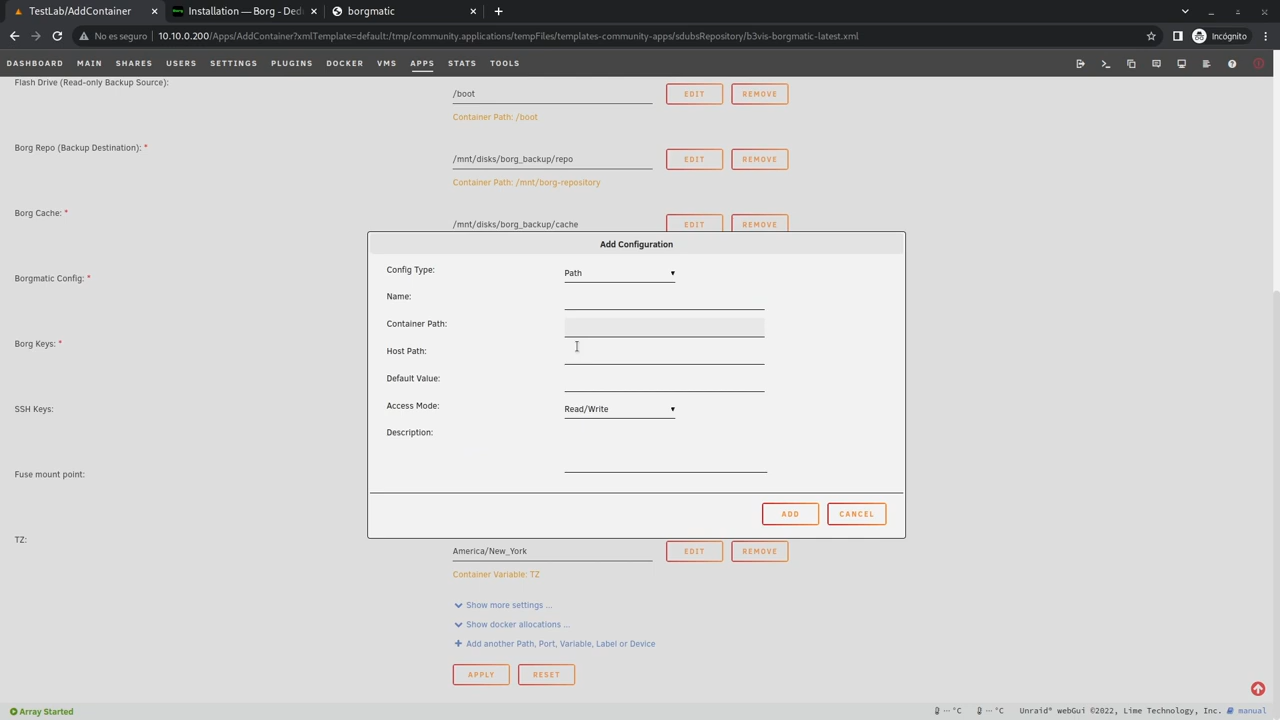 TestLab/AddContainer
Installation — Borg - Ded
borgmatic
No es seguro
10.10.0.200/Apps/AddContainer?xmlTemplate=default:/tmp/community.applications/tempFiles/templates-community-apps/sdubsRepository/b3vis-borgmatic-latest.xml
Incógnito
DASHBOARD MAIN SHARES USERS SETTINGS PLUGINS DOCKER VMS APPS STATS TOOLS
Flash Drive (Read-only Backup Source):
/boot
EDIT
REMOVE
Container Path: /boot
Borg Repo (Backup Destination): *
/mnt/disks/borg_backup/repo
EDIT
REMOVE
Container Path: /mnt/borg-repository
Borg Cache: *
/mnt/disks/borg_backup/cache
EDIT
REMOVE
Borgmatic Config: *
Borg Keys: *
SSH Keys:
Fuse mount point:
Add Configuration
Config Type:
Path
Name:
Container Path:
Host Path:
Default Value:
Access Mode:
Read/Write
Description:
ADD
CANCEL
TZ:
America/New_York
EDIT
REMOVE
Container Variable: TZ
Show more settings ...
Show docker allocations ...
Add another Path, Port, Variable, Label or Device
APPLY
RESET
Array Started
··· °C
··· °C
Unraid® webGui ©2022, Lime Technology, Inc.
manual